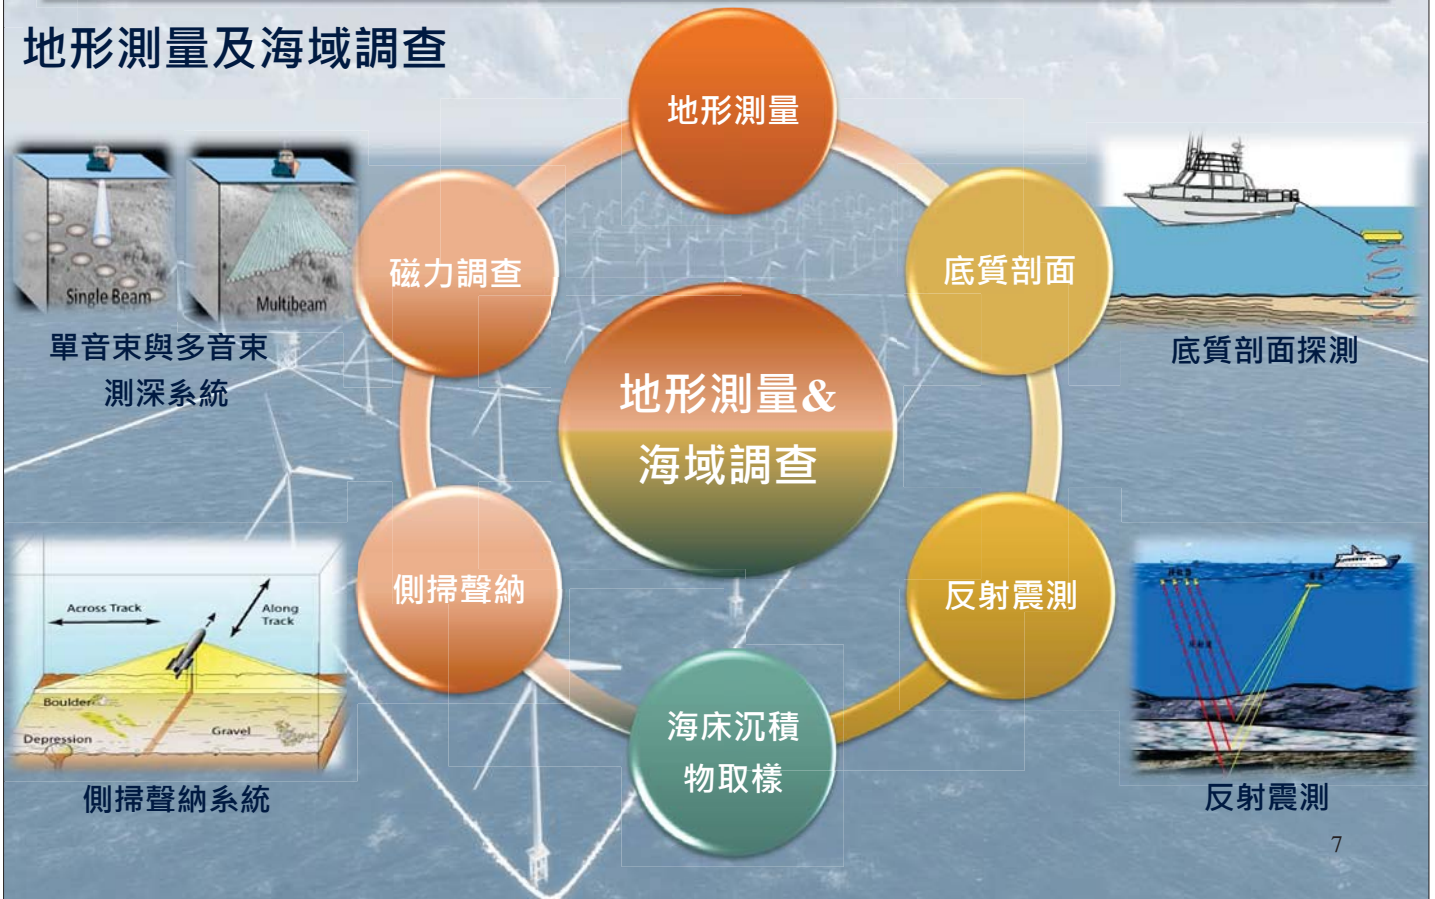 地形測量及海域調查
地形測量
磁力調查
底質剖面
地形測量&
海域調查
側掃聲納
反射震測
海床沉積
物取樣
Single Beam
Multibeam
單音束與多音束
測深系統
底質剖面探測
Across Track
Along
Track
Boulder
Gravel
Depression
側掃聲納系統
反射震測
7